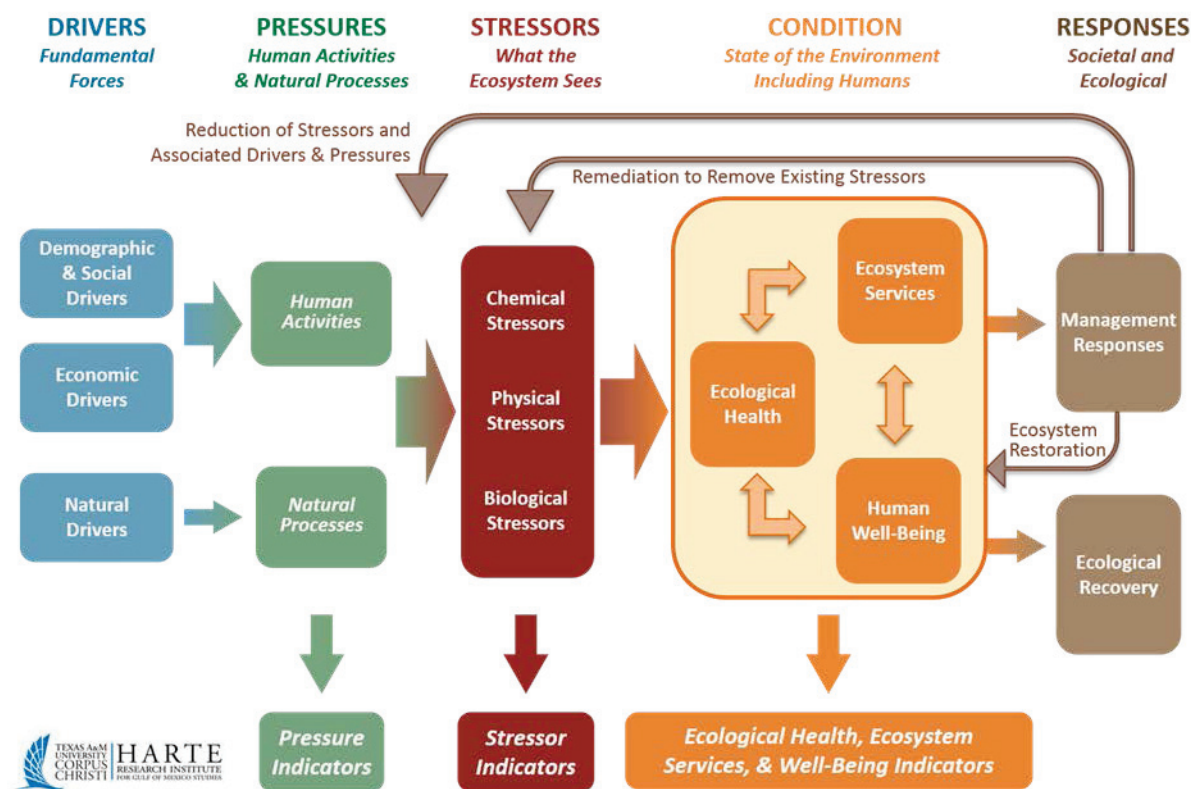 DRIVERS
Fundamental
Forces
PRESSURES
Human Activities
& Natural Processes
STRESSORS
What the
Ecosystem Sees
CONDITION
State of the Environment
Including Humans
RESPONSES
Societal and
Ecological
Reduction of Stressors and
Associated Drivers & Pressures
Remediation to Remove Existing Stressors
Demographic
& Social
Drivers
Economic
Drivers
Natural
Drivers
Human
Activities
Natural
Processes
Chemical
Stressors
Physical
Stressors
Biological
Stressors
Ecological
Health
Ecosystem
Services
Human
Well-Being
Management
Responses
Ecosystem
Restoration
Ecological
Recovery
Pressure
Indicators
Stressor
Indicators
Ecological Health, Ecosystem
Services, & Well-Being Indicators
TEXAS A&M
UNIVERSITY
CORPUS
CHRISTI
HARTE
RESEARCH INSTITUTE
FOR GULF OF MEXICO STUDIES